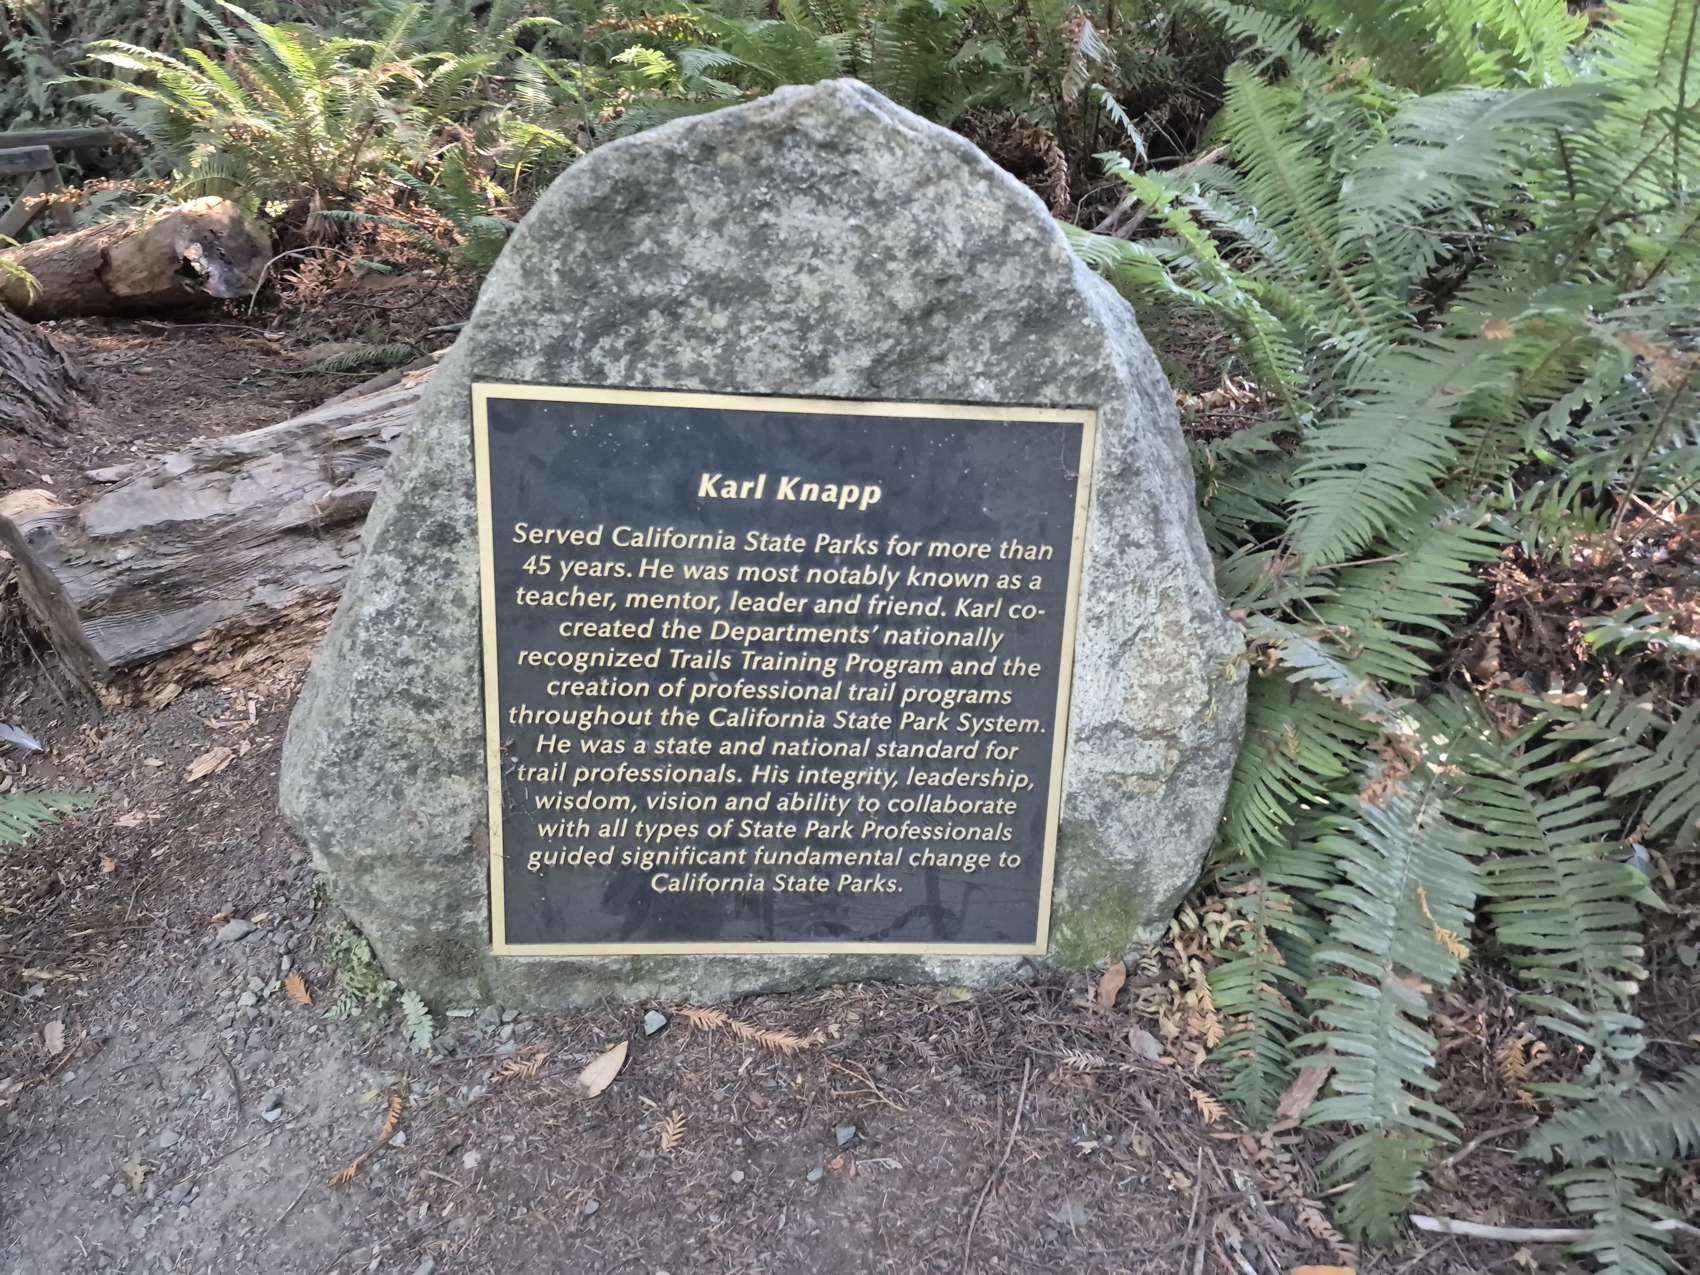 Karl Knapp
Served California State Parks for more than
45 years. He was most notably known as a
teacher, mentor, leader and friend. Karl co-
created the Departments' nationally
recognized Trails Training Program and the
creation of professional trail programs
throughout the California State Park System.
He was a state and national standard for
trail professionals. His integrity, leadership,
wisdom, vision and ability to collaborate
with all types of State Park Professionals
guided significant fundamental change to
California State Parks.